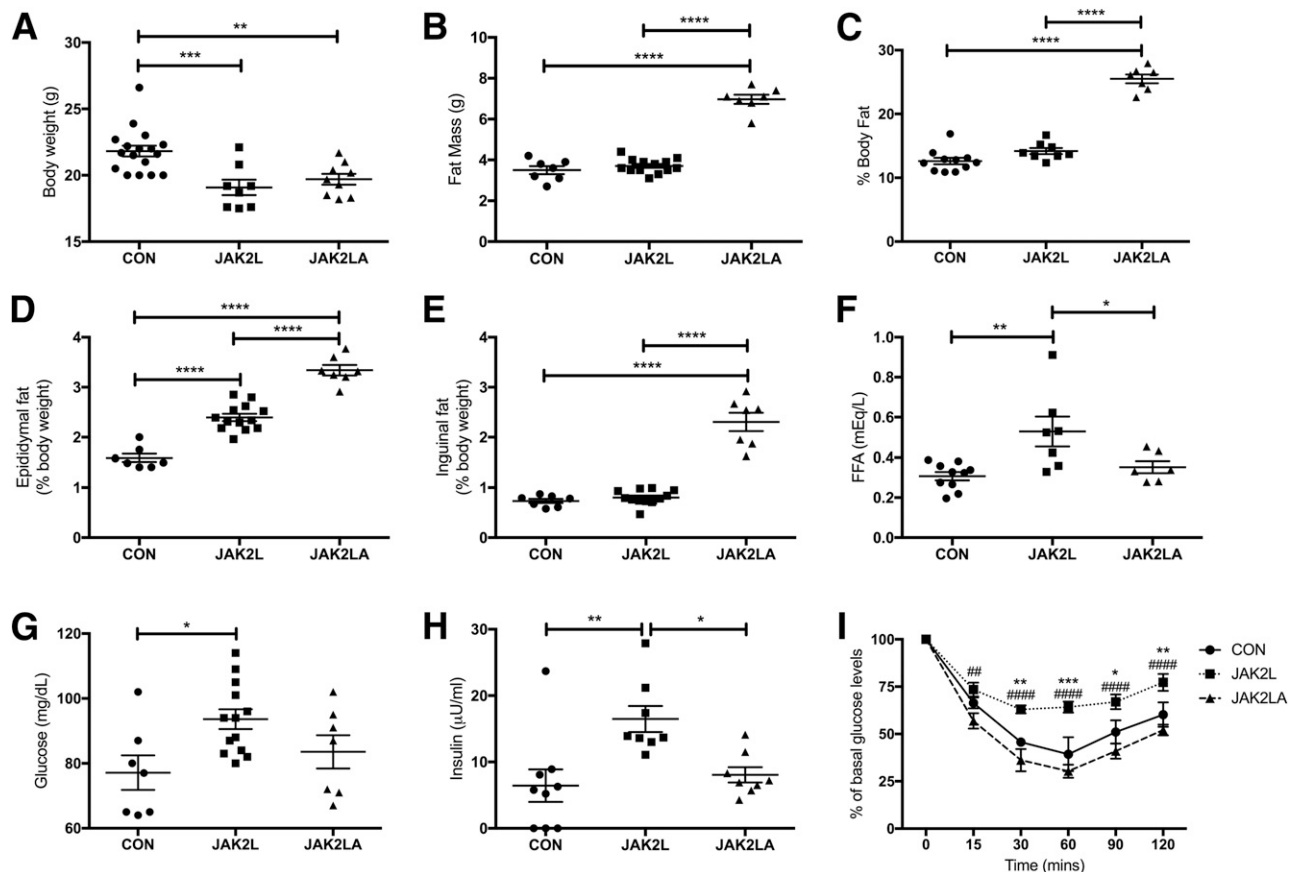 A
Body weight (g)
30
25
20
15
**
***
CON JAK2L JAK2LA
B
Fat Mass (g)
10
8
6
4
2
0
****
****
CON JAK2L JAK2LA
C
% Body Fat
30
20
10
0
****
****
CON JAK2L JAK2LA
D
Epididymal fat
(% body weight)
4
3
2
1
0
****
****
****
CON JAK2L JAK2LA
E
Inguinal fat
(% body weight)
4
3
2
1
0
****
****
CON JAK2L JAK2LA
F
FFA (mEq/L)
1.0
0.8
0.6
0.4
0.2
0.0
*
**
CON JAK2L JAK2LA
G
Glucose (mg/dL)
120
100
80
60
*
CON JAK2L JAK2LA
H
Insulin (μU/ml)
30
20
10
0
** *
CON JAK2L JAK2LA
I
% of basal glucose levels
100
75
50
25
0
** *** * **
## #### #### #### ####
0 15 30 60 90 120
Time (mins)
CON
JAK2L
JAK2LA